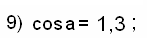 9) cosa = 1,3 ;